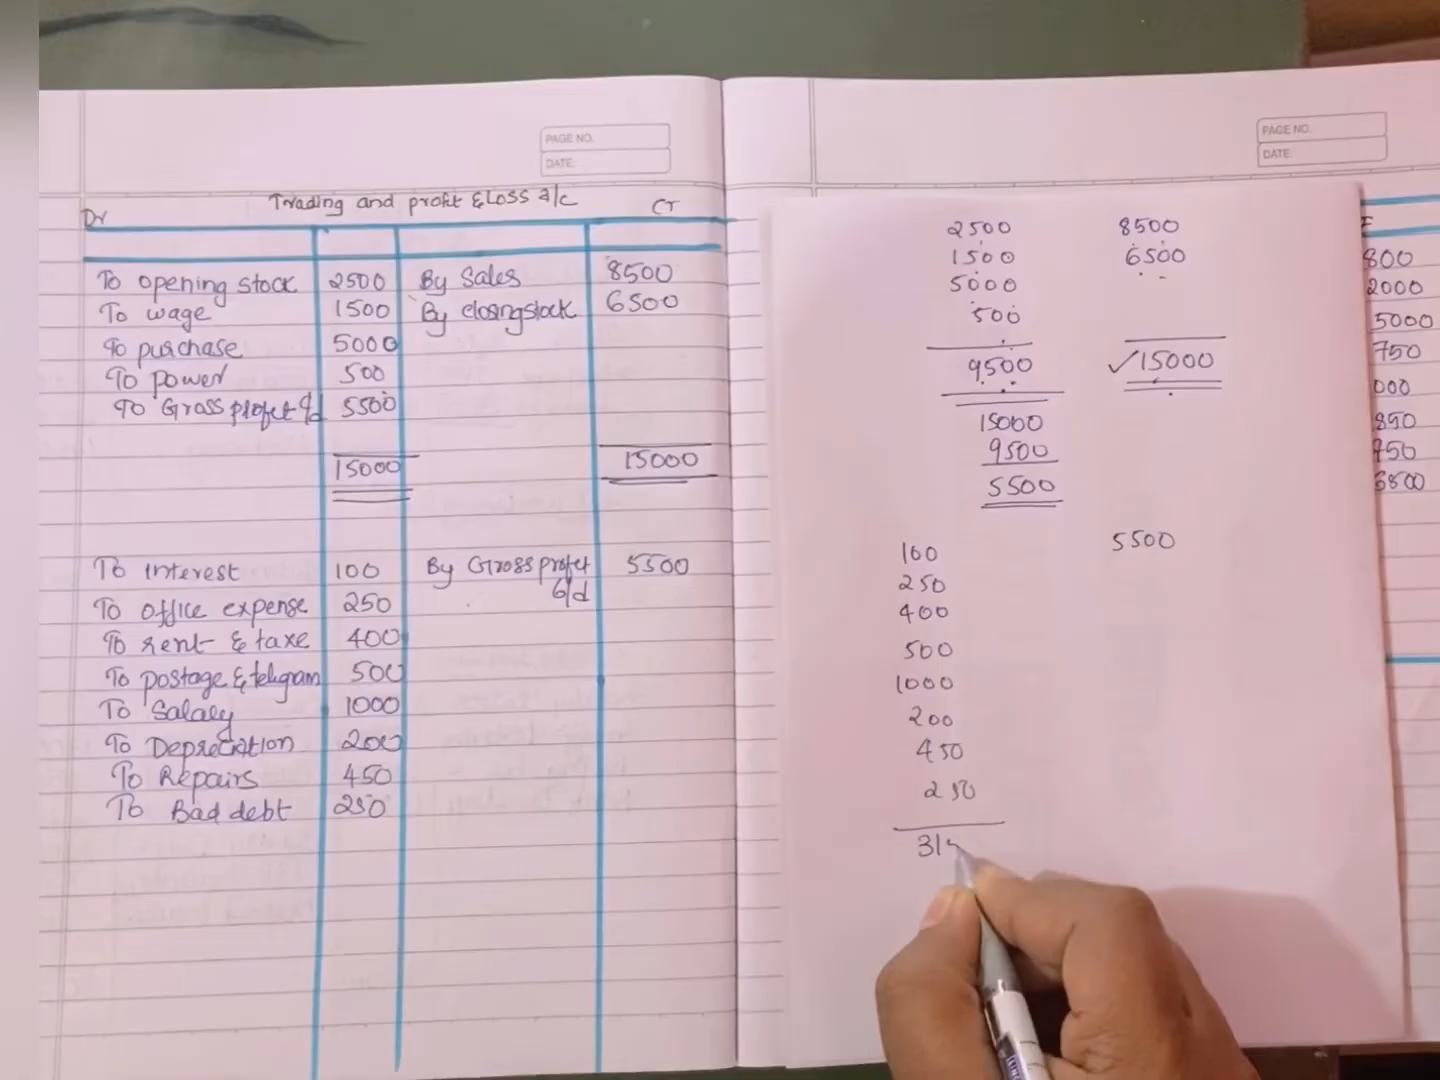 PAGE NO.
DATE:
Trading and profit & Loss a/c
Dr Cr
To opening stock 2500 By Sales 8500
To wage 1500 By closing stock 6500
To purchase 5000
To power 500
To Gross profit c/d 5500
15000 15000
To Interest 100 By Gross profit 5500
b/d
To office expense 250
To rent & taxe 400
To postage & telegram 500
To Salary 1000
To Depreciation 200
To Repairs 450
To Bad debt 250
PAGE NO.
DATE:
2500 8500
1500 6500
5000
500
9500 15000
15000
9500
5500
100 5500
250
400
500
1000
200
450
250
31
800
2000
5000
750
000
850
750